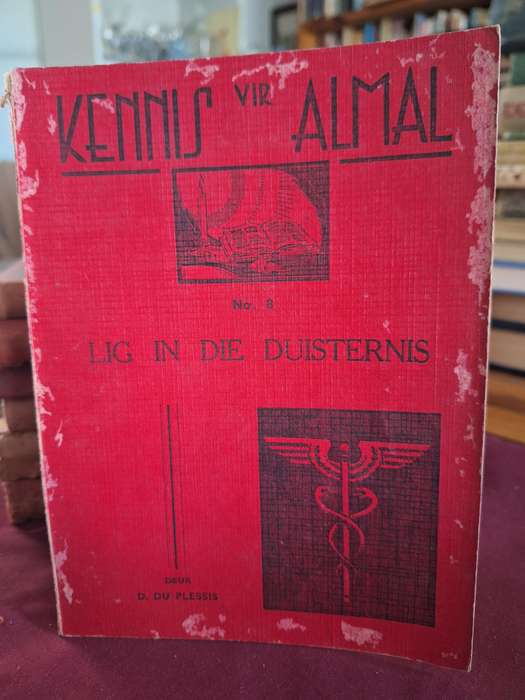 KENNIS VIR ALMAL
No. 8
LIG IN DIE DUISTERNIS
DEUR
D. DU PLESSIS